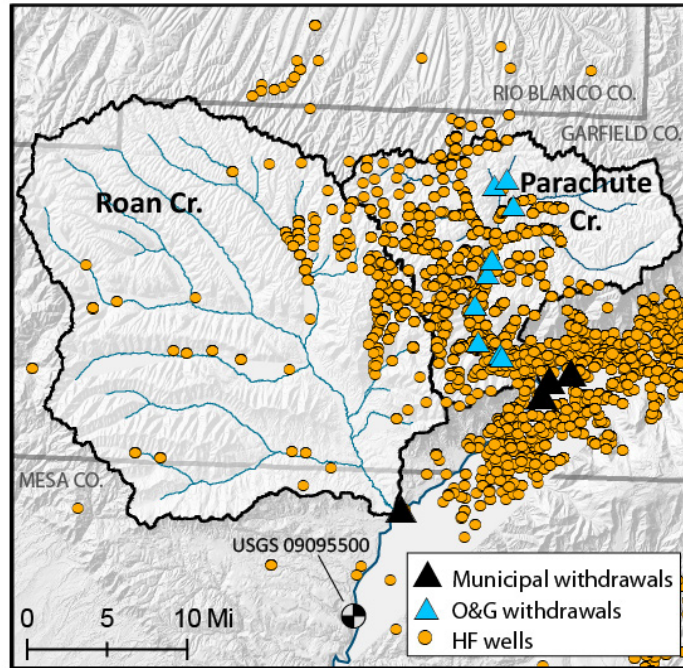 RIO BLANCO CO.
GARFIELD CO.
Roan Cr.
Parachute
Cr.
MESA CO.
USGS 09095500
0 5 10 Mi
Municipal withdrawals
O&G withdrawals
HF wells